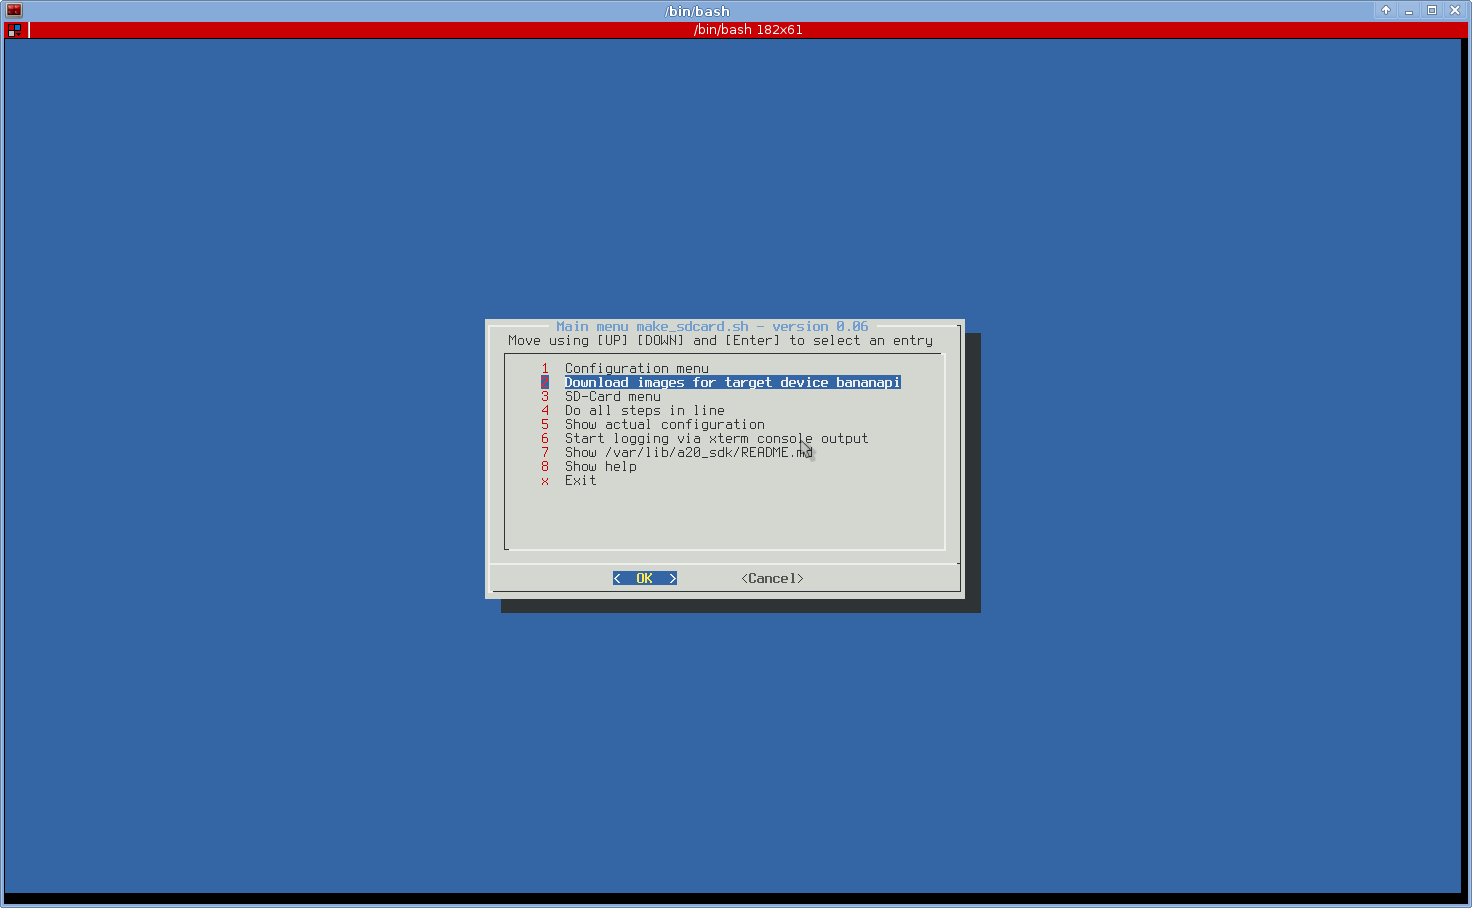 /bin/bash
/bin/bash 182x61
Main menu make_sdcard.sh - version 0.06
Move using [UP] [DOWN] and [Enter] to select an entry
1 Configuration menu
2 Download images for target device bananapi
3 SD-Card menu
4 Do all steps in line
5 Show actual configuration
6 Start logging via xterm console output
7 Show /var/lib/a20_sdk/README.md
8 Show help
x Exit
< OK > <Cancel>